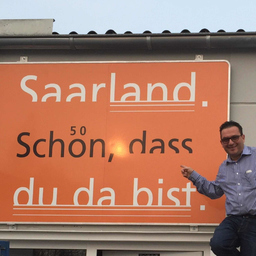 Saarland.
50
Schön, dass
du da bist.